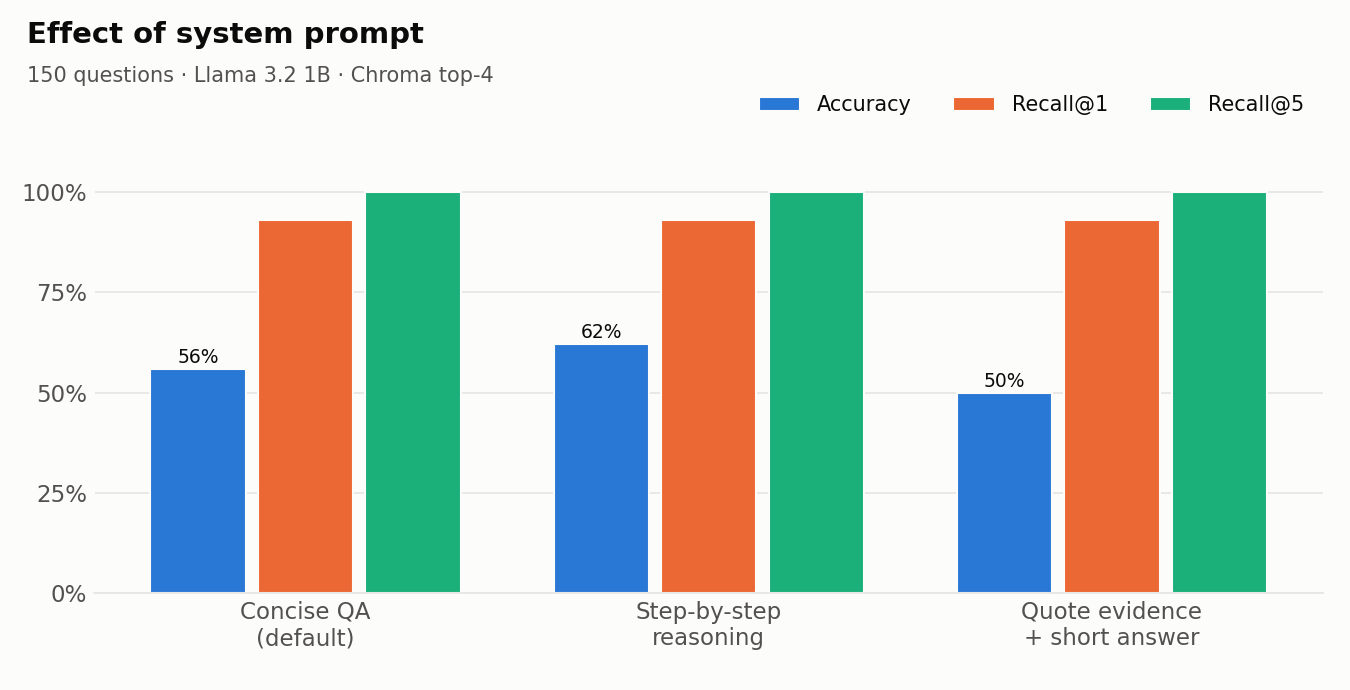 Effect of system prompt
150 questions · Llama 3.2 1B · Chroma top-4
Accuracy Recall@1 Recall@5
100%
75%
62%
56%
50%
50%
25%
0%
Concise QA Step-by-step Quote evidence
(default) reasoning + short answer